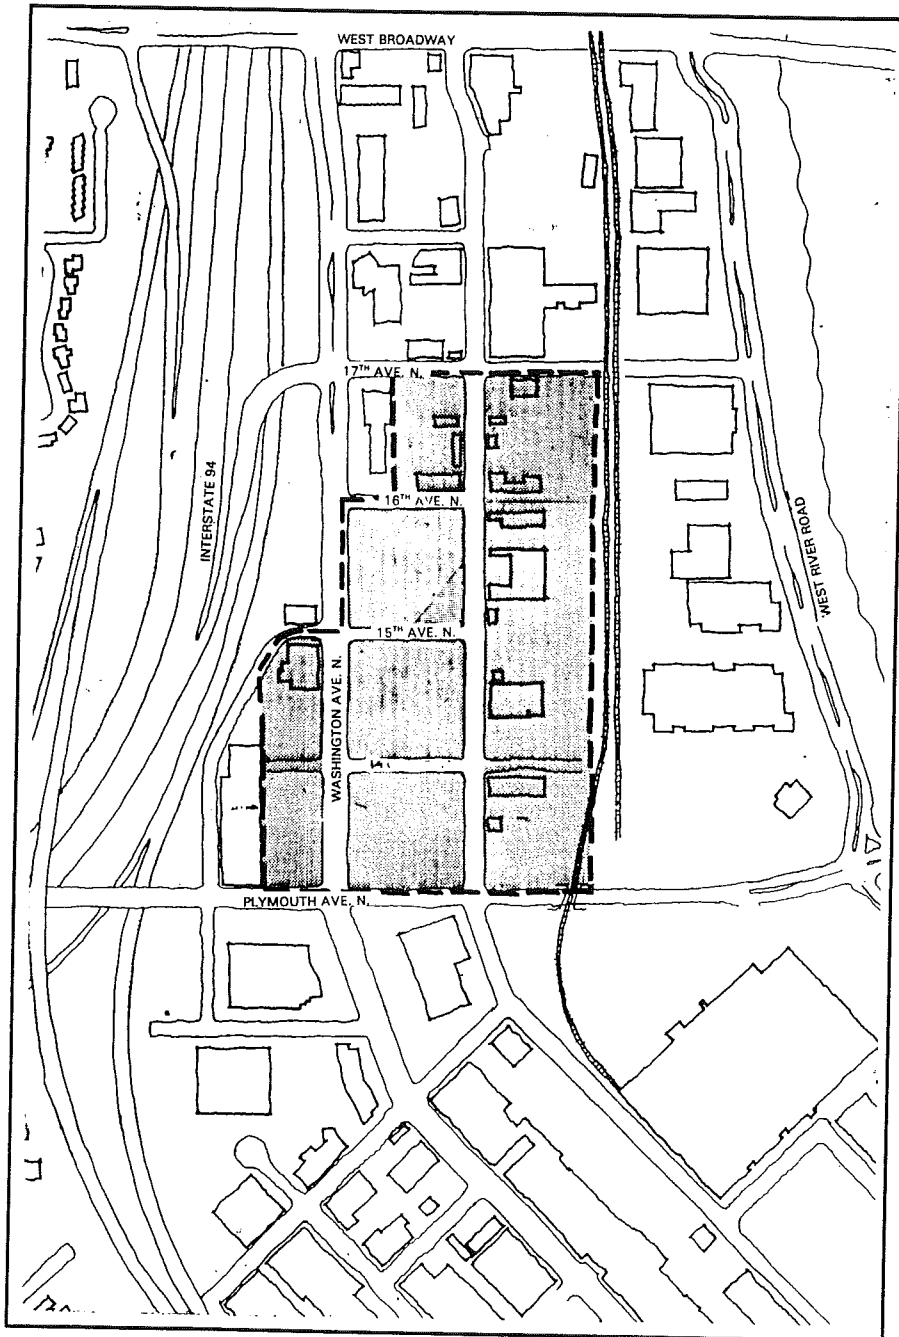 WEST BROADWAY
17TH AVE. N.
16TH AVE. N.
INTERSTATE 94
WEST RIVER ROAD
15TH AVE. N.
WASHINGTON AVE. N.
PLYMOUTH AVE. N.